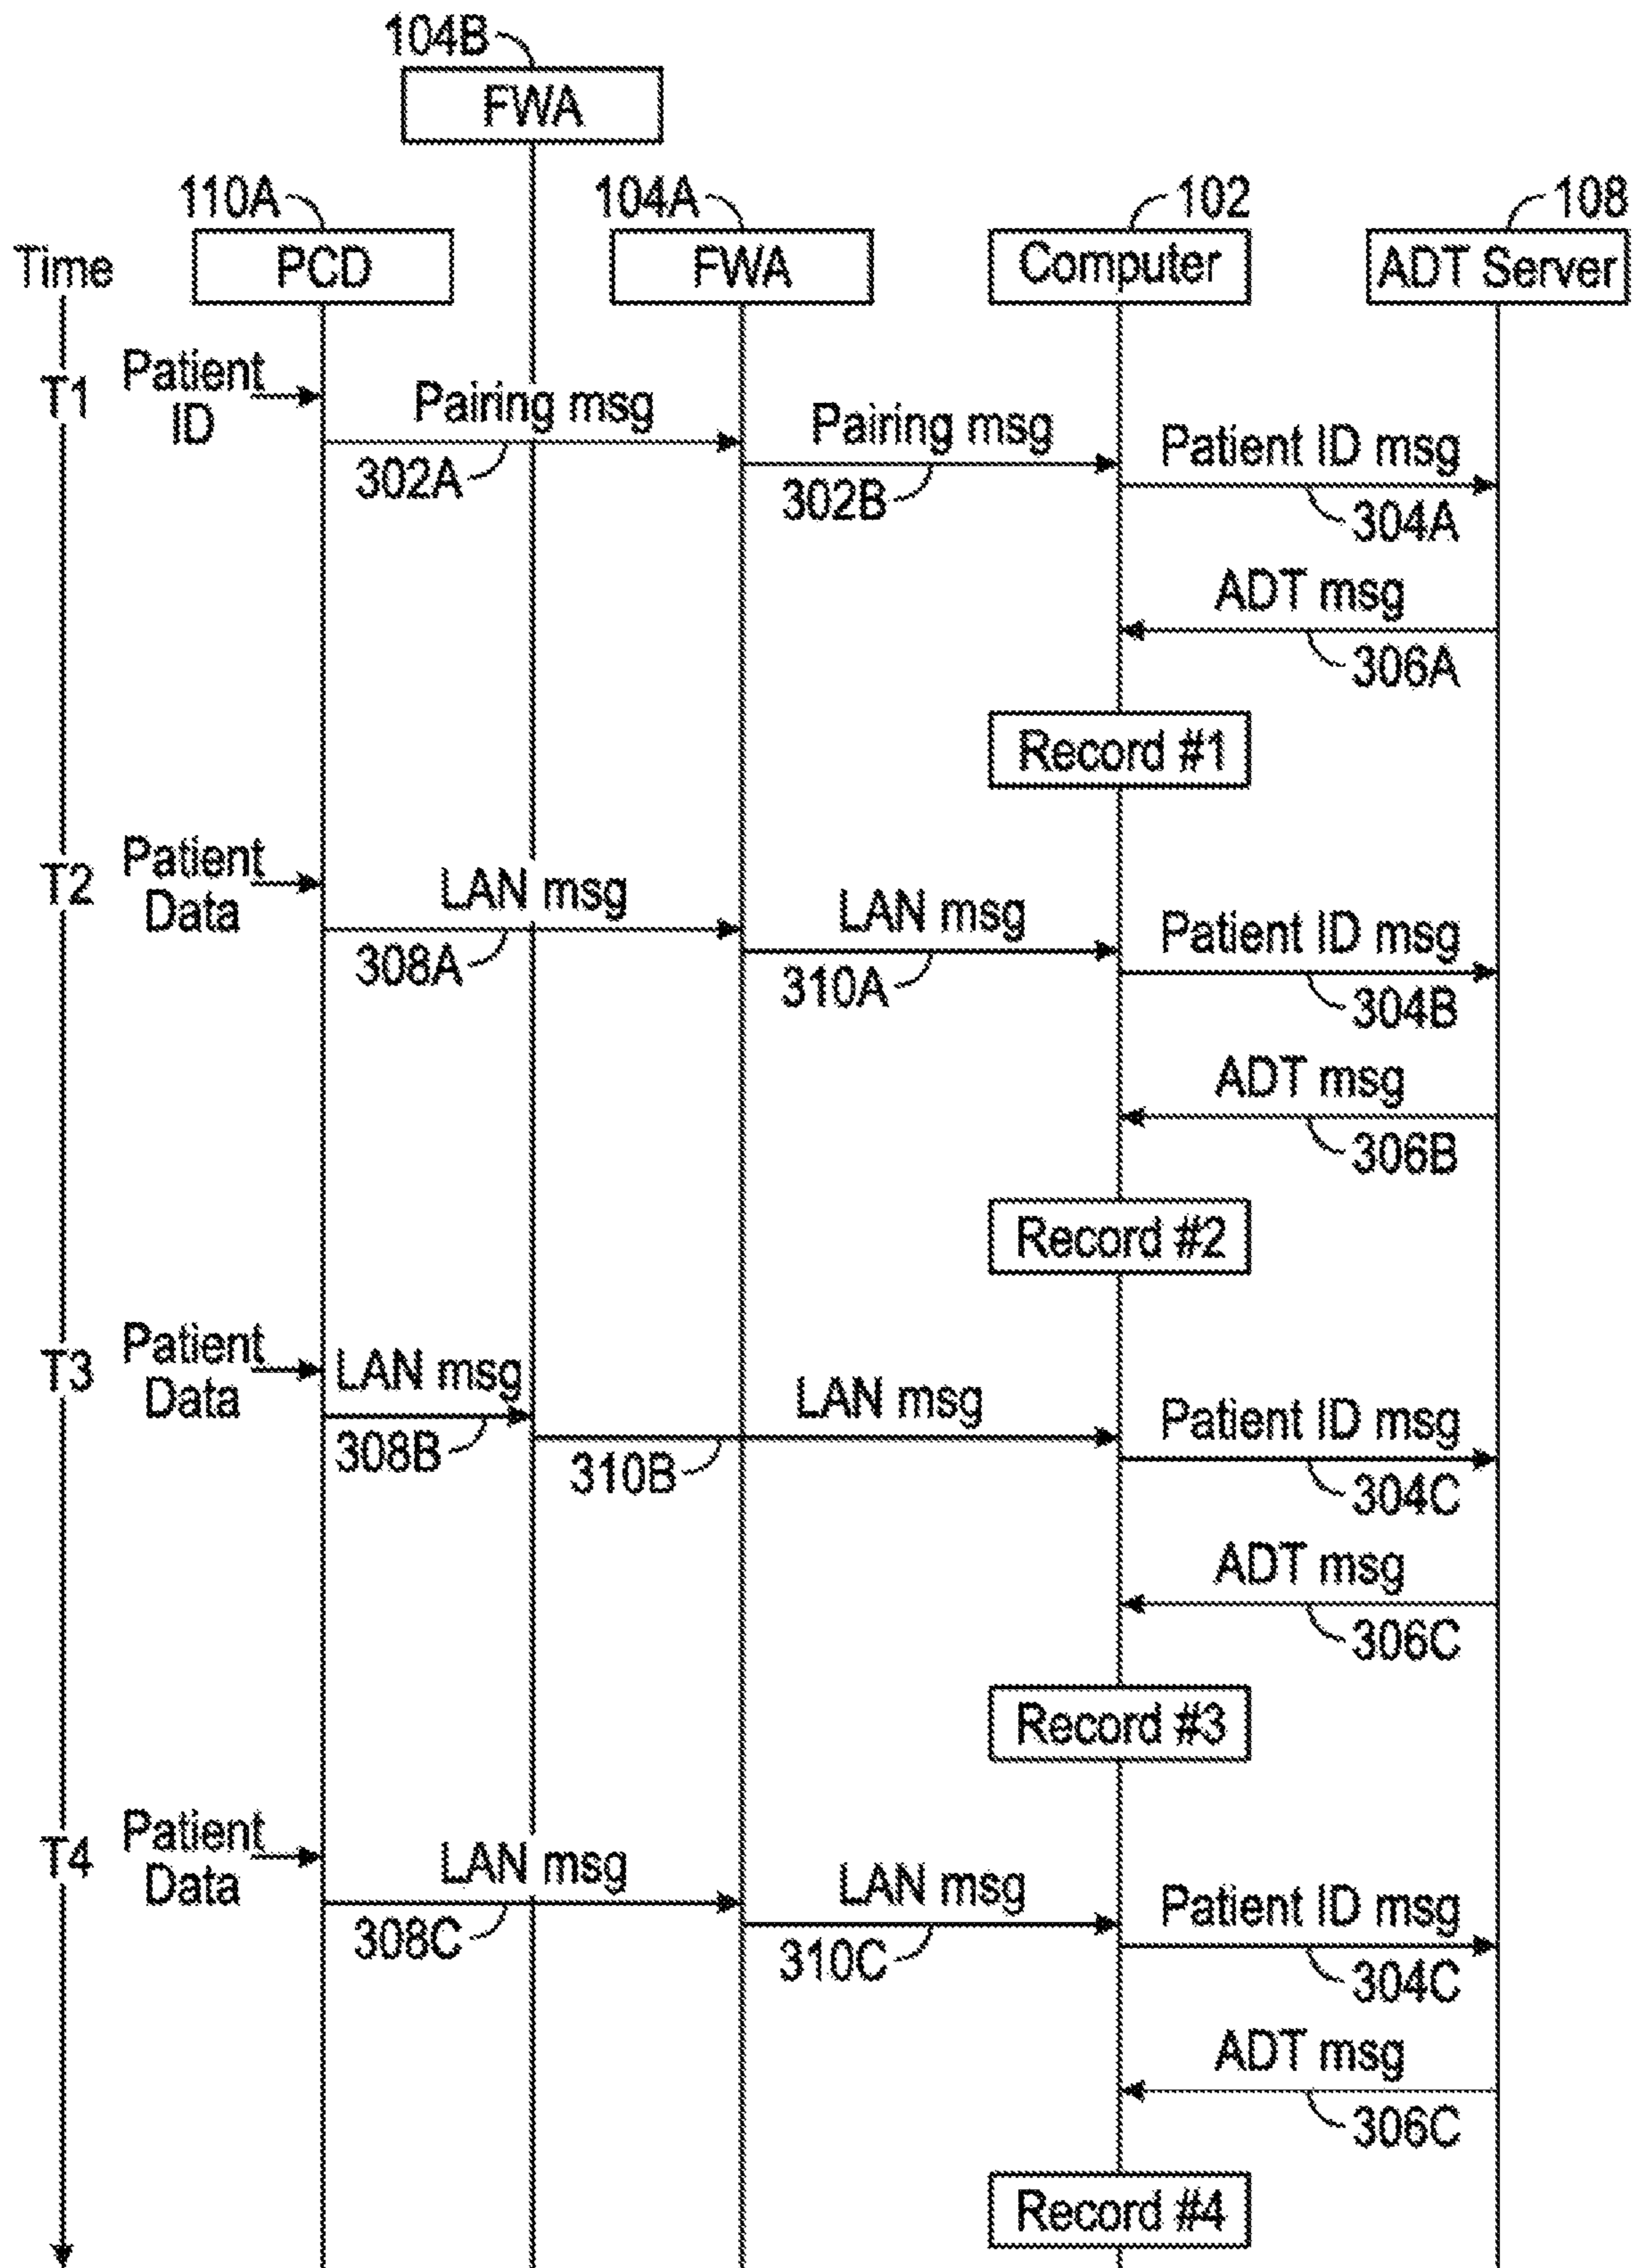 104B
FWA
110A
104A
102
108
Time
PCD
FWA
Computer
ADT Server
T1
Patient
ID
Pairing msg
302A
Pairing msg
302B
Patient ID msg
304A
ADT msg
306A
Record #1
T2
Patient
Data
LAN msg
308A
LAN msg
310A
Patient ID msg
304B
ADT msg
306B
Record #2
T3
Patient
Data
LAN msg
308B
LAN msg
310B
Patient ID msg
304C
ADT msg
306C
Record #3
T4
Patient
Data
LAN msg
308C
LAN msg
310C
Patient ID msg
304C
ADT msg
306C
Record #4